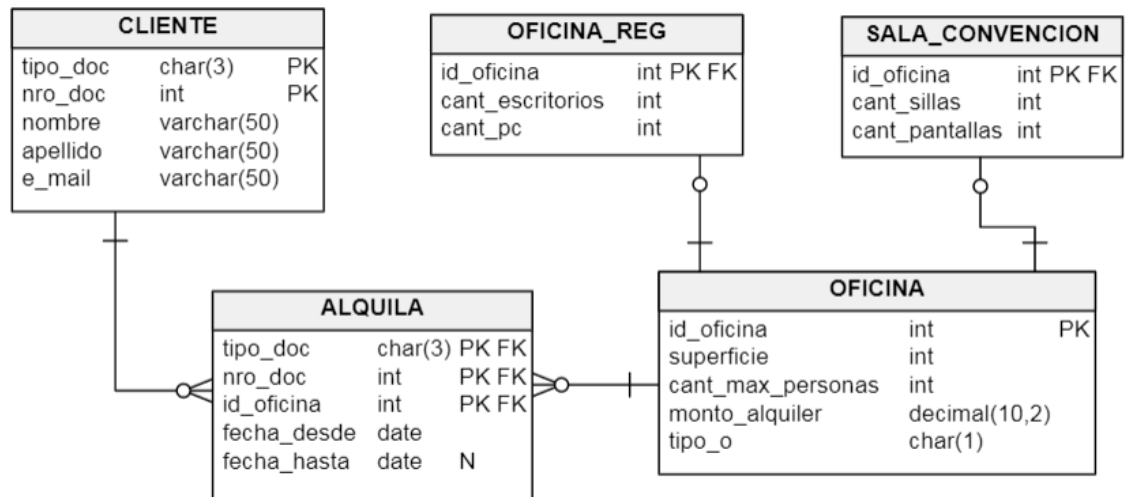 CLIENTE
tipo_doc char(3) PK
nro_doc int PK
nombre varchar(50)
apellido varchar(50)
e_mail varchar(50)
OFICINA_REG
id_oficina int PK FK
cant_escritorios int
cant_pc int
SALA_CONVENCION
id_oficina int PK FK
cant_sillas int
cant_pantallas int
ALQUILA
tipo_doc char(3) PK FK
nro_doc int PK FK
id_oficina int PK FK
fecha_desde date
fecha_hasta date N
OFICINA
id_oficina int PK
superficie int
cant_max_personas int
monto_alquiler decimal(10,2)
tipo_o char(1)